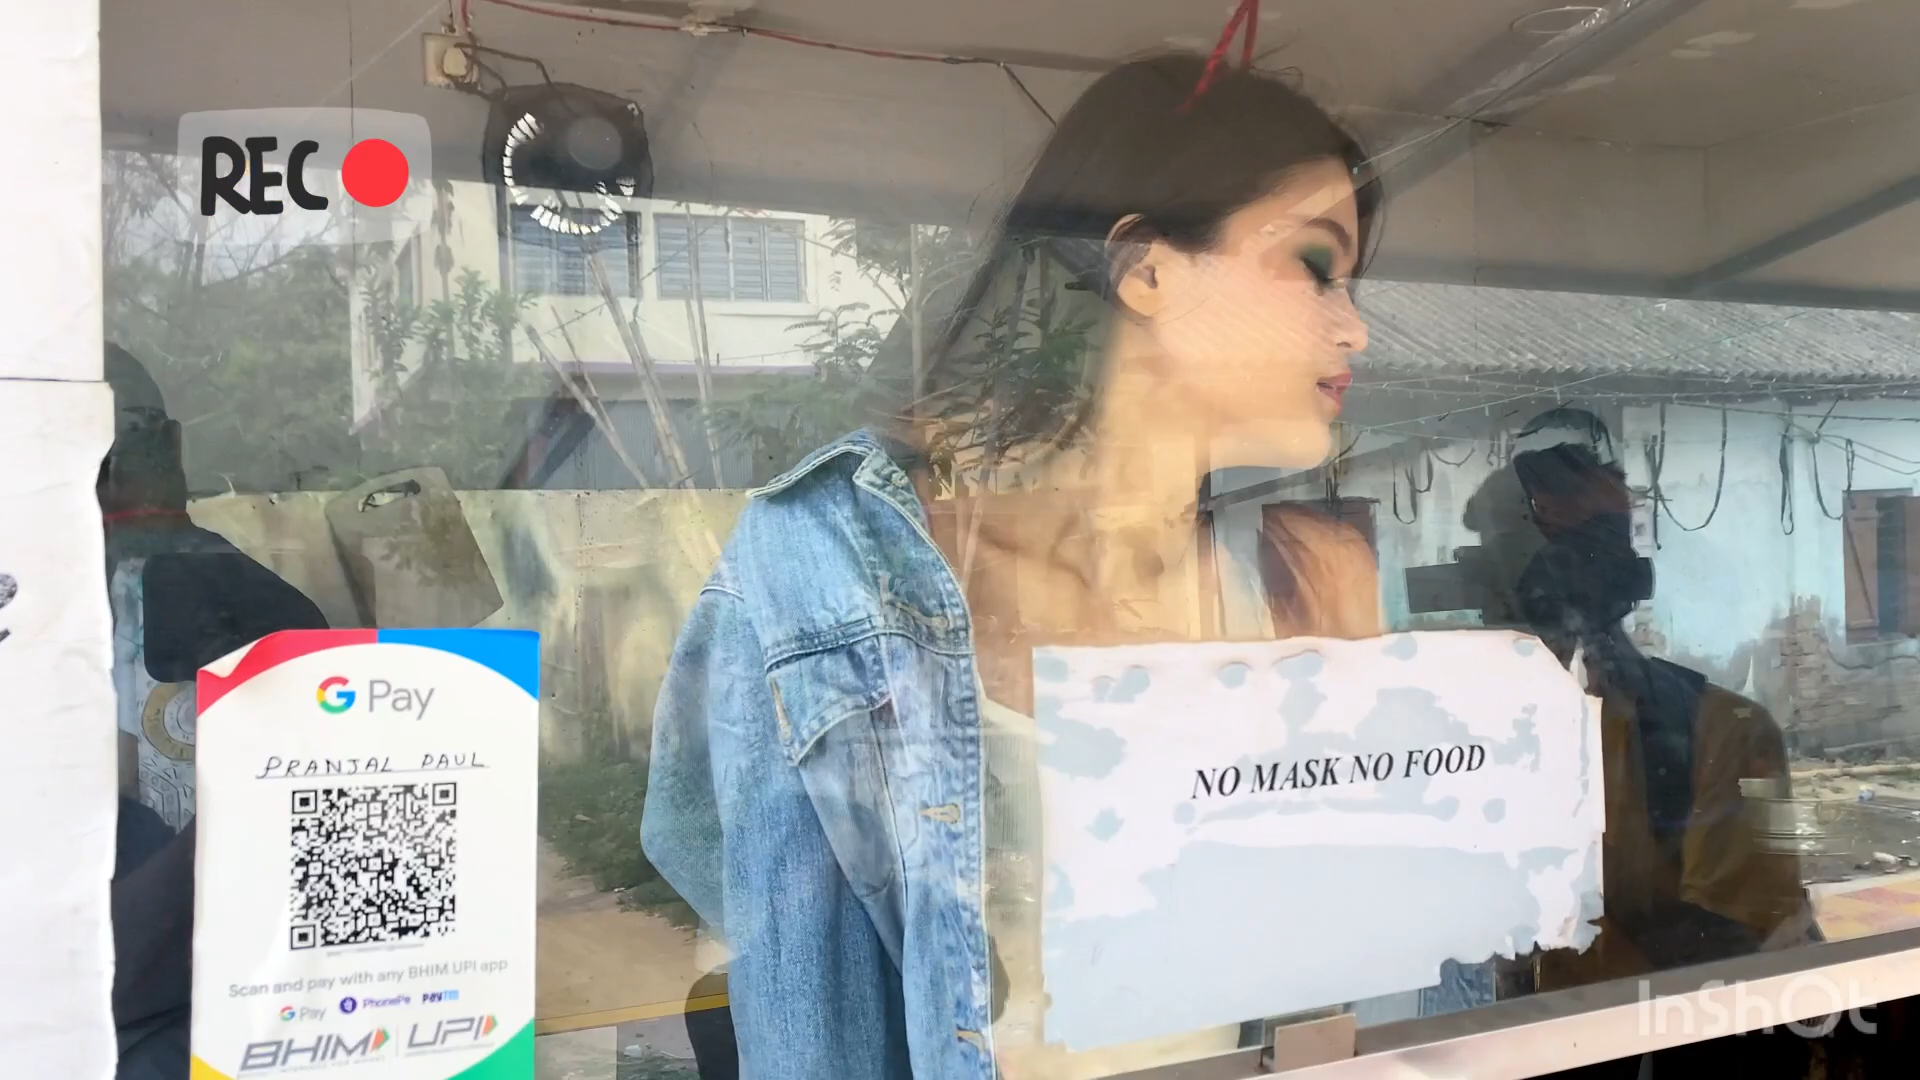 REC
G Pay
PRANJAL PAUL
Scan and pay with any BHIM UPI app
G Pay PhonePe paytm
BHIM UPI
NO MASK NO FOOD
InShOt